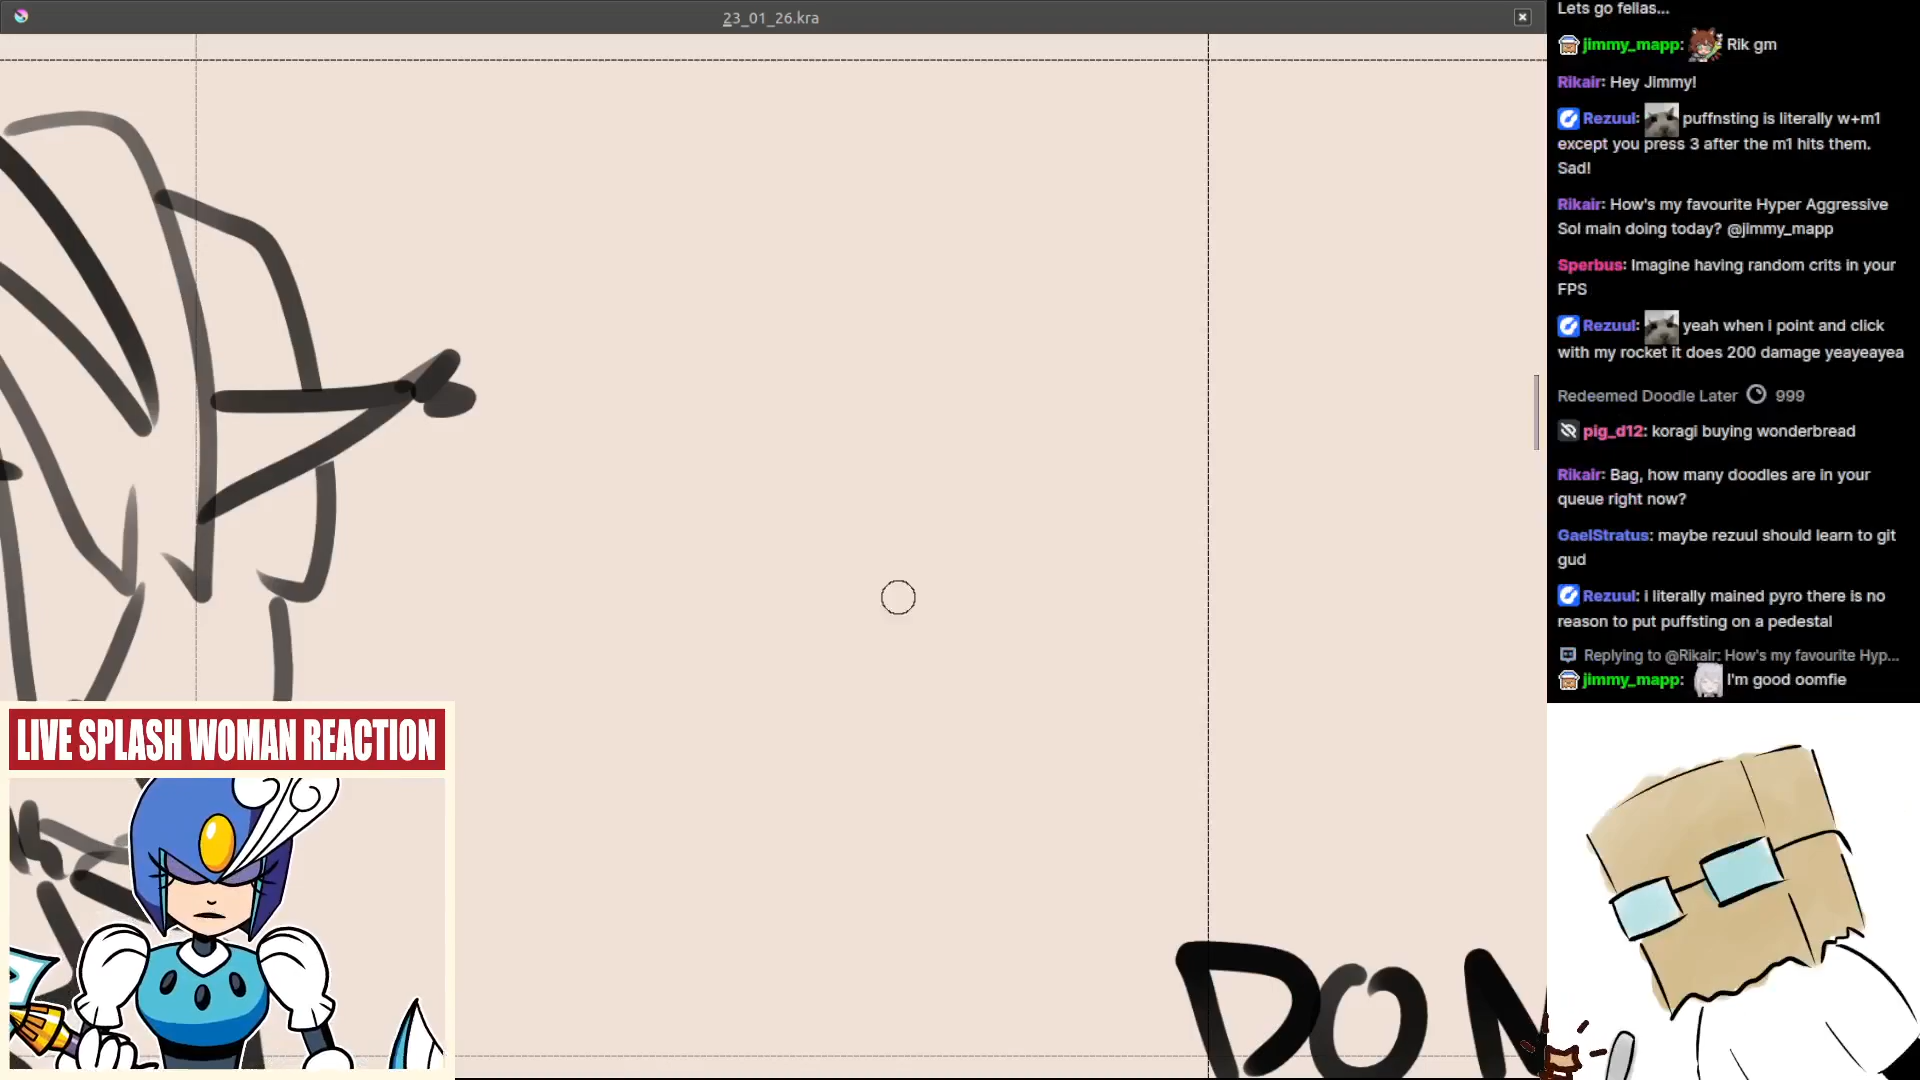 23_01_26.kra
Lets go fellas...
jimmy_mapp: Rik gm
Rikair: Hey Jimmy!
Rezuul: puffnsting is literally w+m1
except you press 3 after the m1 hits them.
Sad!
Rikair: How's my favourite Hyper Aggressive
Sol main doing today? @jimmy_mapp
Sperbus: Imagine having random crits in your
FPS
Rezuul: yeah when i point and click
with my rocket it does 200 damage yeayeayea
Redeemed Doodle Later 999
pig_d12: koragi buying wonderbread
Rikair: Bag, how many doodles are in your
queue right now?
GaelStratus: maybe rezuul should learn to git
gud
Rezuul: i literally mained pyro there is no
reason to put puffsting on a pedestal
Replying to @Rikair: How's my favourite Hyp...
jimmy_mapp: I'm good oomfie
LIVE SPLASH WOMAN REACTION
DON